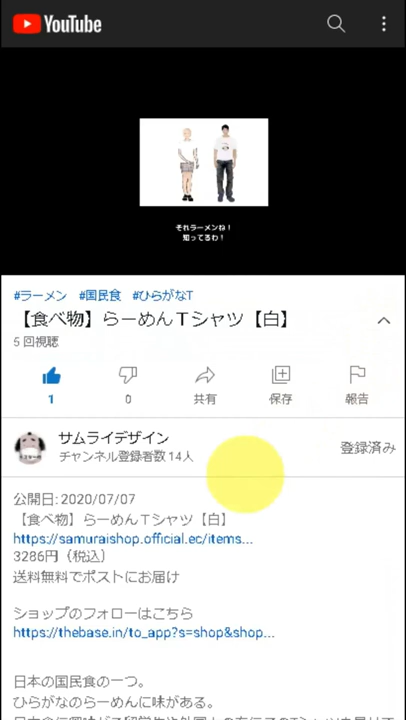 YouTube
それラーメンね！
知ってるわ！
#ラーメン #国民食 #ひらがなT
【食べ物】らーめんTシャツ【白】
5 回視聴
1
0
共有
保存
報告
サムライデザイン
チャンネル登録者数 14人
登録済み
公開日: 2020/07/07
【食べ物】らーめんTシャツ【白】
https://samuraishop.official.ec/items...
3286円（税込）
送料無料でポストにお届け
ショップのフォローはこちら
https://thebase.in/to_app?s=shop&shop...
日本の国民食の一つ。
ひらがなのらーめんに味がある。